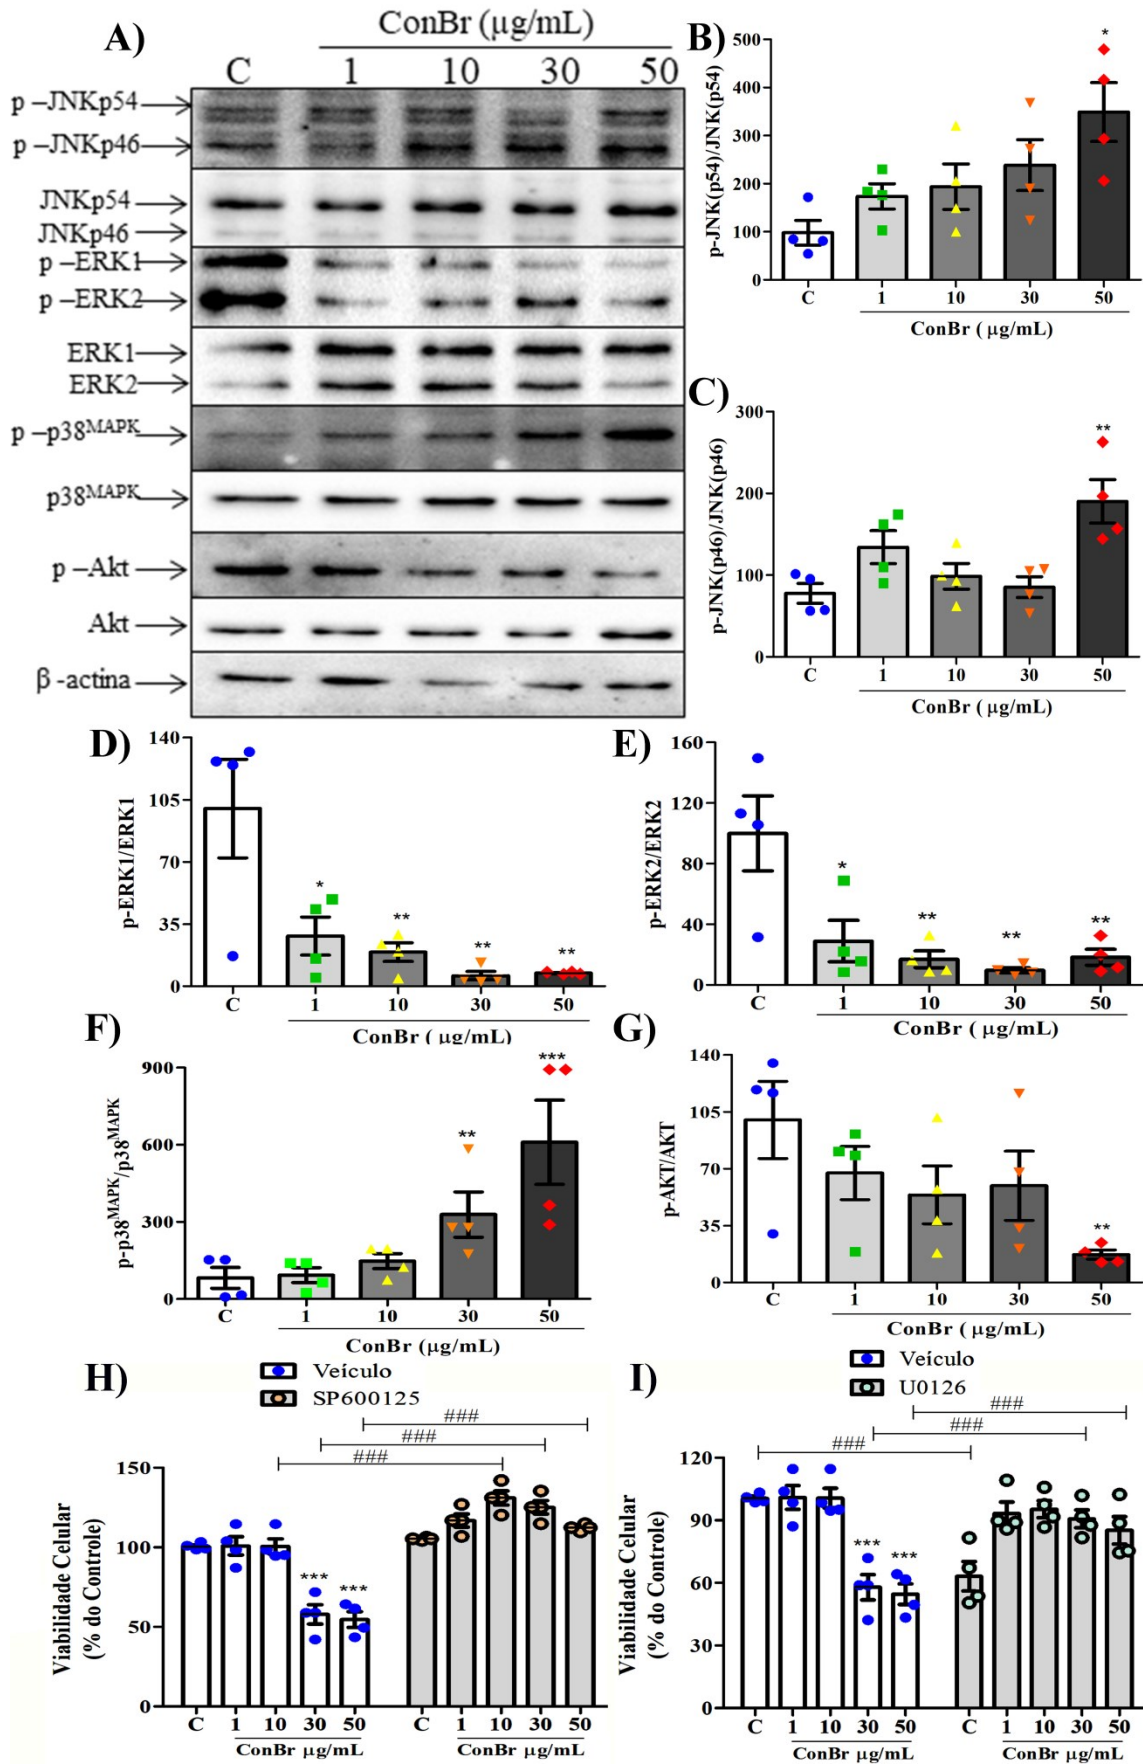 A)
ConBr (µg/mL)
C 1 10 30 50
p –JNKp54
p –JNKp46
JNKp54
JNKp46
p –ERK1
p –ERK2
ERK1
ERK2
p –p38MAPK
p38MAPK
p –Akt
Akt
β -actina
B)
p-JNK(p54)/JNK(p54)
500
400
300
200
100
0
*
C 1 10 30 50
ConBr (µg/mL)
C)
p-JNK(p46)/JNK(p46)
300
200
100
0
**
C 1 10 30 50
ConBr (µg/mL)
D)
p-ERK1/ERK1
140
105
70
35
0
* ** ** **
C 1 10 30 50
ConBr ( µg/mL)
E)
p-ERK2/ERK2
160
120
80
40
0
* ** ** **
C 1 10 30 50
ConBr ( µg/mL)
F)
p-p38MAPK/p38MAPK
900
600
300
0
** ***
C 1 10 30 50
ConBr (µg/mL)
G)
p-AKT/AKT
140
105
70
35
0
**
C 1 10 30 50
ConBr ( µg/mL)
H)
Veículo
SP600125
###
###
###
Viabilidade Celular
(% do Controle)
150
100
50
0
*** ***
C 1 10 30 50 C 1 10 30 50
ConBr µg/mL ConBr µg/mL
I)
Veículo
U0126
###
###
###
Viabilidade Celular
(% do Controle)
120
90
60
30
0
*** ***
C 1 10 30 50 C 1 10 30 50
ConBr µg/mL ConBr µg/mL